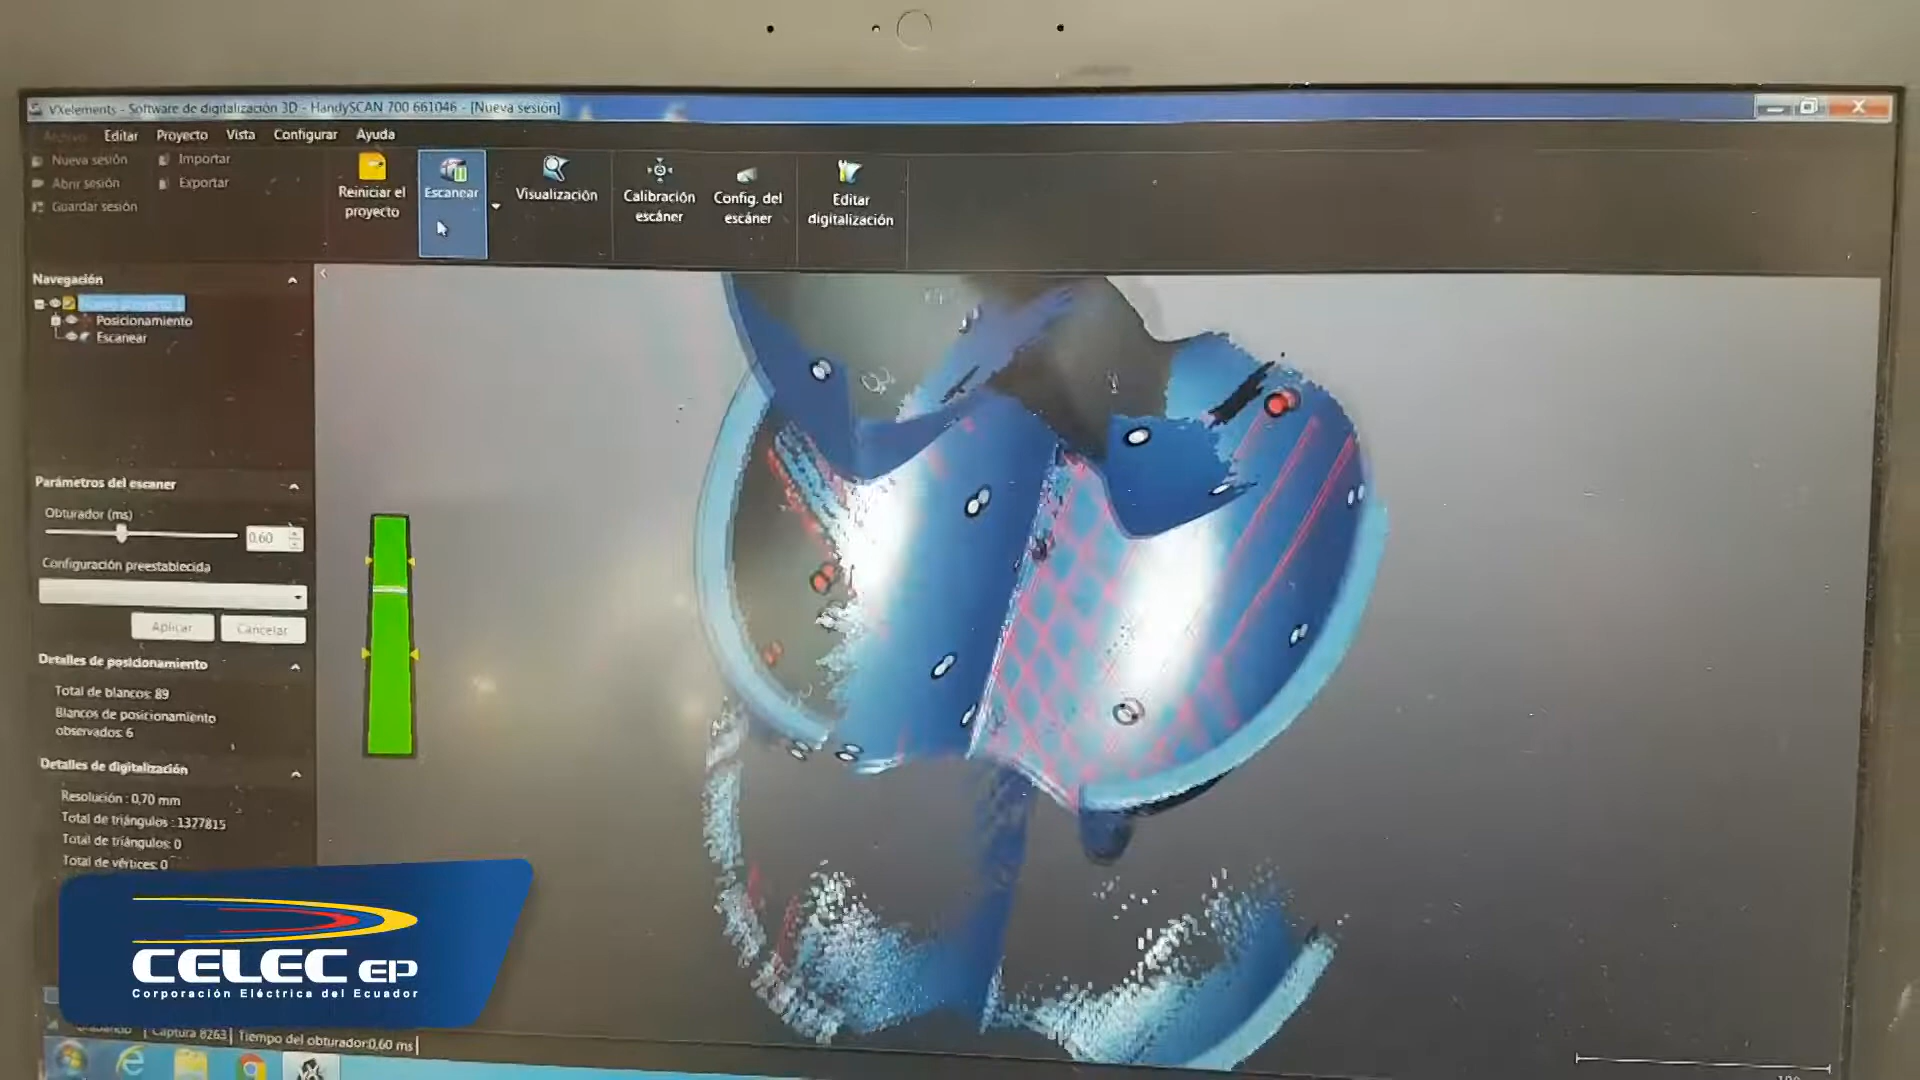 VXelements - Software de digitalización 3D - HandySCAN 700 661046 - [Nueva sesión]
Archivo Editar Proyecto Vista Configurar Ayuda
Nueva sesión Importar
Abrir sesión Exportar
Guardar sesión
Reiniciar el proyecto
Escanear
Visualización
Calibración escáner
Config. del escáner
Editar digitalización
Navegación
Posicionamiento
Escanear
Parámetros del escaner
Obturador (ms)
0.60
Configuración preestablecida
Aplicar Cancelar
Detalles de posicionamiento
Total de blancos: 89
Blancos de posicionamiento
observados: 6
Detalles de digitalización
Resolución : 0,70 mm
Total de triángulos : 1327815
Total de triángulos: 0
Total de vértices: 0
CELEC EP
Corporación Eléctrica del Ecuador
Captura 8263 Tiempo del obturador:0,60 ms